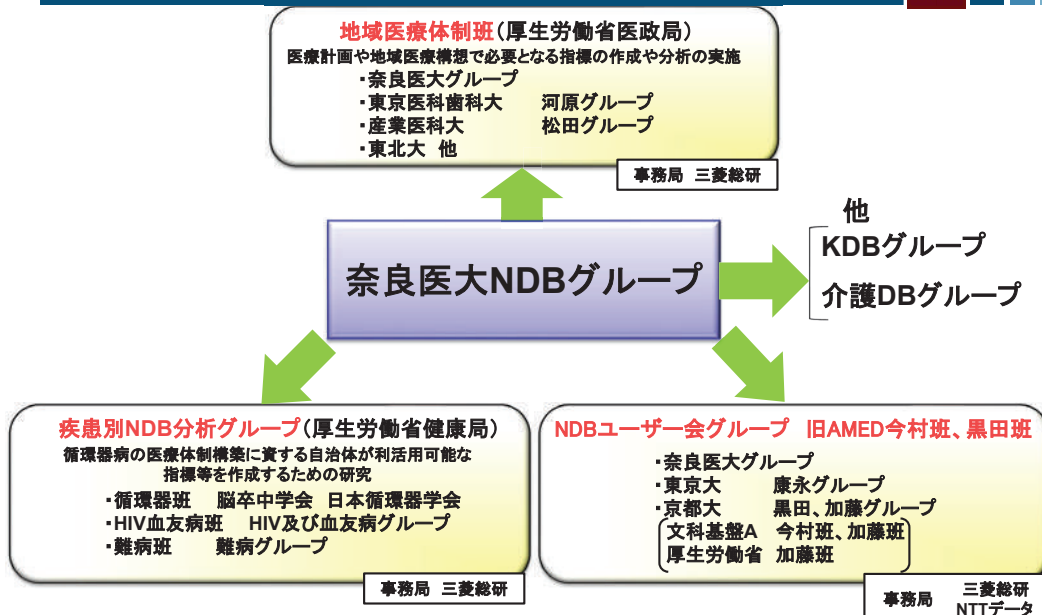 地域医療体制班(厚生労働省医政局)
医療計画や地域医療構想で必要となる指標の作成や分析の実施
・奈良医大グループ
・東京医科歯科大 河原グループ
・産業医科大 松田グループ
・東北大 他
事務局 三菱総研
奈良医大NDBグループ
他
KDBグループ
介護DBグループ
疾患別NDB分析グループ(厚生労働省健康局)
循環器病の医療体制構築に資する自治体が利活用可能な
指標等を作成するための研究
・循環器班 脳卒中学会 日本循環器学会
・HIV血友病班 HIV及び血友病グループ
・難病班 難病グループ
事務局 三菱総研
NDBユーザー会グループ 旧AMED今村班、黒田班
・奈良医大グループ
・東京大 康永グループ
・京都大 黒田、加藤グループ
文科基盤A 今村班、加藤班
厚生労働省 加藤班
事務局 三菱総研
NTTデータ